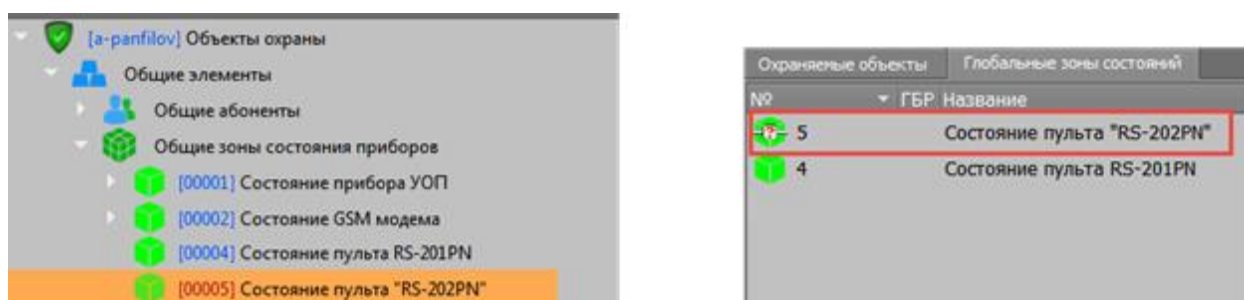 [a-panfilov] Объекты охраны
Общие элементы
Общие абоненты
Общие зоны состояния приборов
[00001] Состояние прибора УОП
[00002] Состояние GSM модема
[00004] Состояние пульта RS-201PN
[00005] Состояние пульта "RS-202PN"
Охраняемые объекты Глобальные зоны состояний
№ ГБР Название
? 5 Состояние пульта "RS-202PN"
4 Состояние пульта RS-201PN